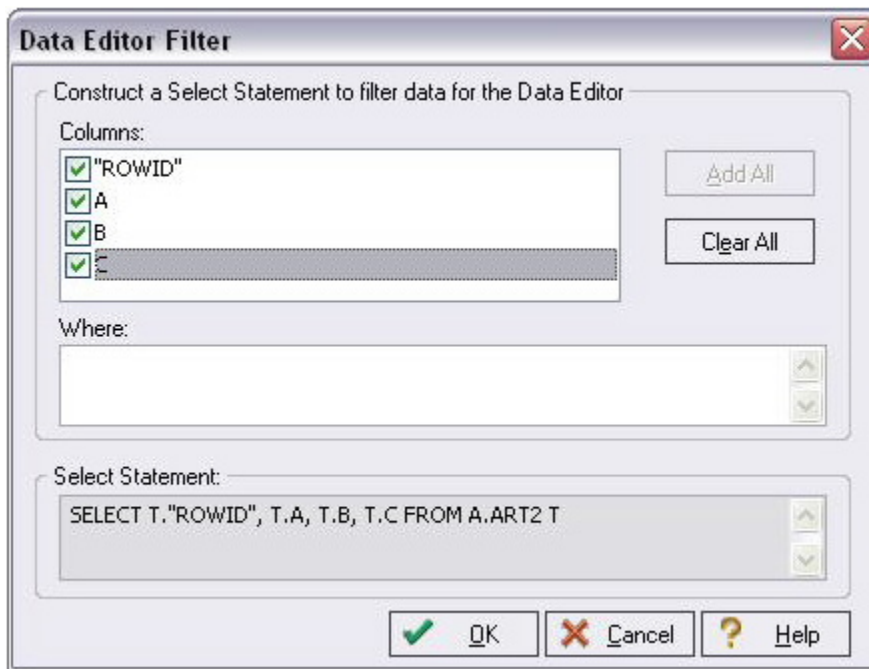 Data Editor Filter
Construct a Select Statement to filter data for the Data Editor
Columns:
"ROWID"
A
B
C
Add All
Clear All
Where:
Select Statement:
SELECT T."ROWID", T.A, T.B, T.C FROM A.ART2 T
OK
Cancel
Help